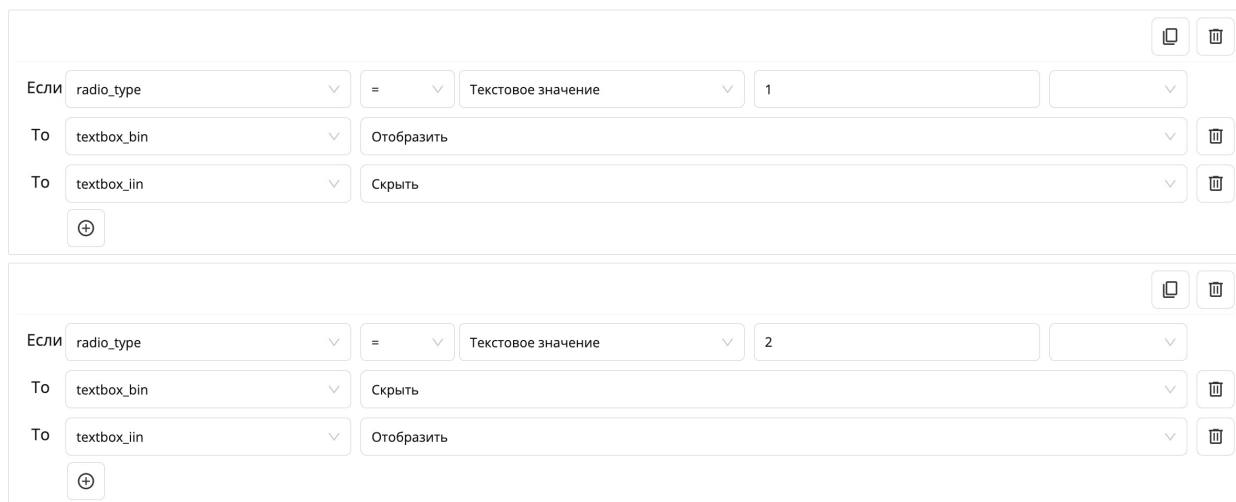 Если radio_type = Текстовое значение 1
То textbox_bin Отобразить
То textbox_iin Скрыть
Если radio_type = Текстовое значение 2
То textbox_bin Скрыть
То textbox_iin Отобразить